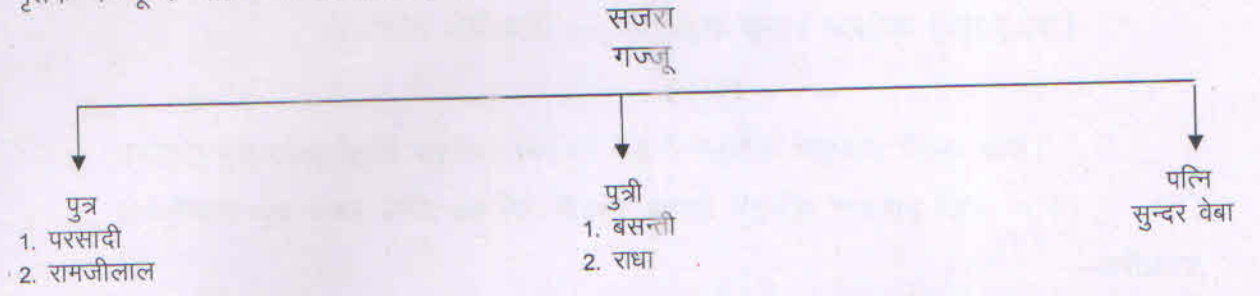 सजरा
गज्जू
पुत्र
1. परसादी
2. रामजीलाल
पुत्री
1. बसन्ती
2. राधा
पत्नि
सुन्दर वेबा